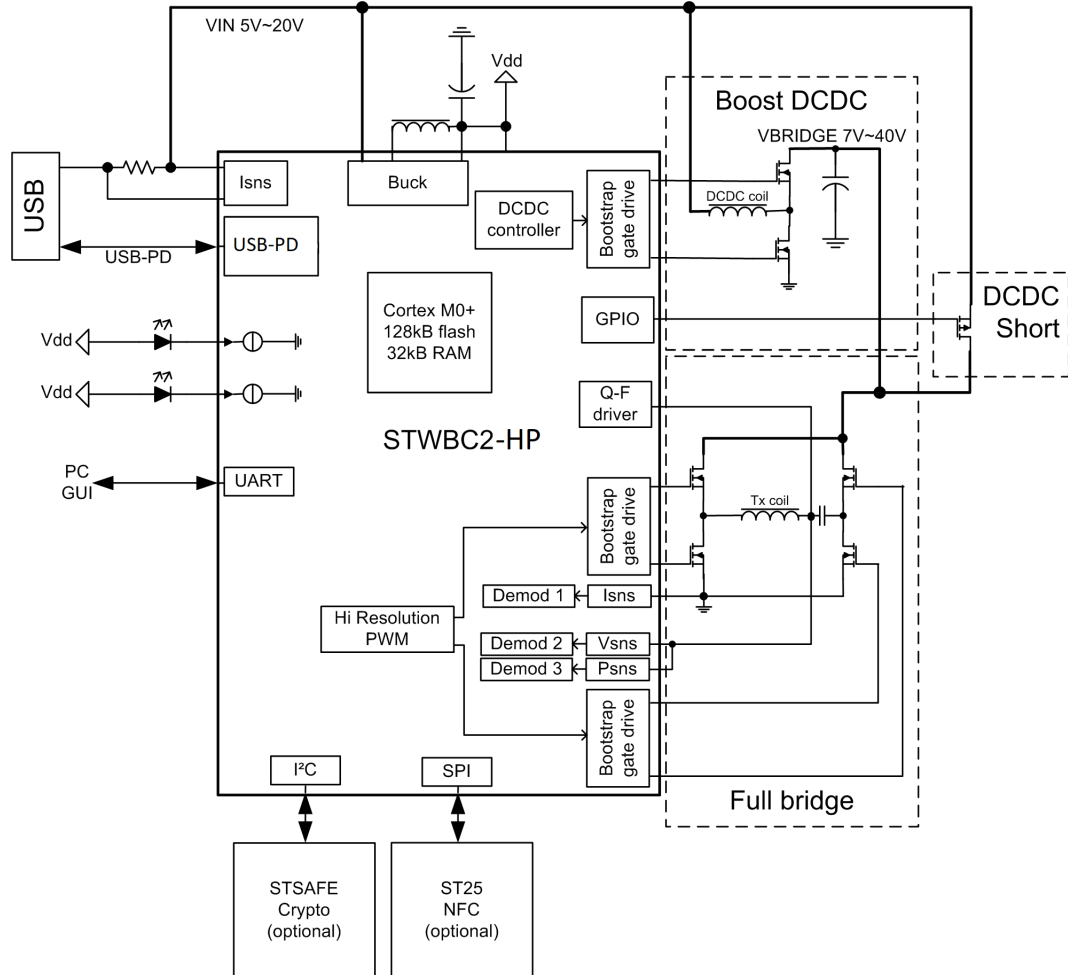 VIN 5V~20V
Vdd
Boost DCDC
VBRIDGE 7V~40V
USB
Isns
Buck
DCDC
controller
Bootstrap
gate drive
DCDC coil
USB-PD
USB-PD
DCDC
Short
Cortex M0+
128kB flash
32kB RAM
GPIO
Vdd
Vdd
Q-F
driver
STWBC2-HP
PC
GUI
UART
Bootstrap
gate drive
Tx coil
Demod 1
Isns
Hi Resolution
PWM
Demod 2
Vsns
Demod 3
Psns
Bootstrap
gate drive
I²C
SPI
Full bridge
STSAFE
Crypto
(optional)
ST25
NFC
(optional)